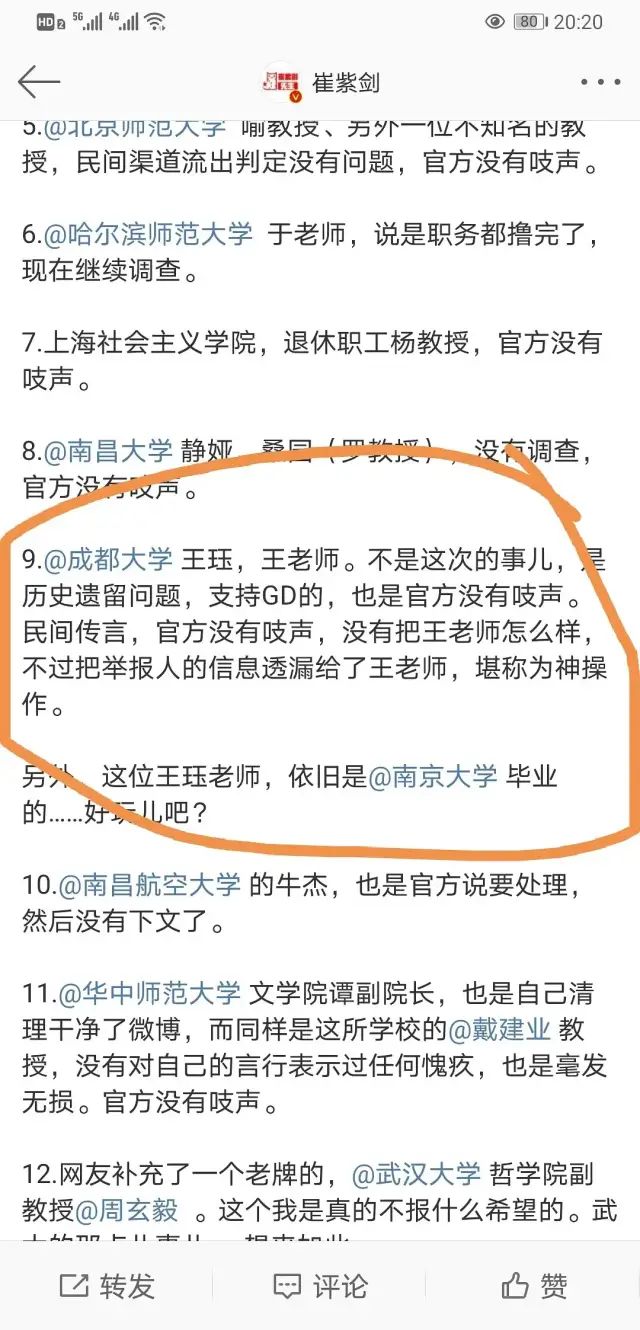 HD 2 5G 4G 80 20:20
崔紫剑
5.@北京师范大学 喻教授、另外一位不知名的教
授，民间渠道流出判定没有问题，官方没有吱声。
6.@哈尔滨师范大学 于老师，说是职务都撸完了，
现在继续调查。
7.上海社会主义学院，退休职工杨教授，官方没有
吱声。
8.@南昌大学 静娅、桑园（罗教授），没有调查，
官方没有吱声。
9.@成都大学 王珏，王老师。不是这次的事儿，是
历史遗留问题，支持GD的，也是官方没有吱声。
民间传言，官方没有吱声，没有把王老师怎么样，
不过把举报人的信息透漏给了王老师，堪称为神操
作。
另外，这位王珏老师，依旧是@南京大学 毕业
的……好玩儿吧？
10.@南昌航空大学 的牛杰，也是官方说要处理，
然后没有下文了。
11.@华中师范大学 文学院谭副院长，也是自己清
理干净了微博，而同样是这所学校的@戴建业 教
授，没有对自己的言行表示过任何愧疚，也是毫发
无损。官方没有吱声。
12.网友补充了一个老牌的，@武汉大学 哲学院副
教授@周玄毅 。这个我是真的不报什么希望的。武
转发 评论 赞